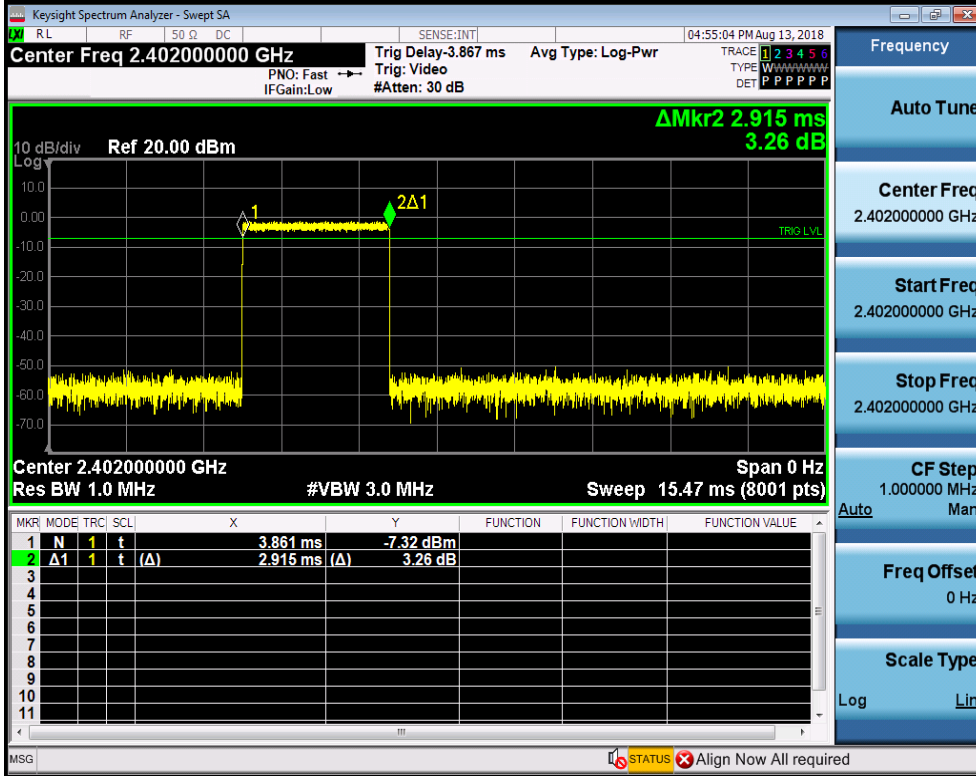 Keysight Spectrum Analyzer - Swept SA
LXI RL RF 50 Ω DC SENSE:INT 04:55:04 PM Aug 13, 2018
Center Freq 2.402000000 GHz
PNO: Fast
IFGain:Low
Trig Delay-3.867 ms
Trig: Video
#Atten: 30 dB
Avg Type: Log-Pwr
TRACE 1 2 3 4 5 6
TYPE WWWWWW
DET P P P P P P
ΔMkr2 2.915 ms
3.26 dB
10 dB/div Ref 20.00 dBm
Log
10.0
0.00
-10.0
-20.0
-30.0
-40.0
-50.0
-60.0
-70.0
1
2Δ1
TRIG LVL
Center 2.402000000 GHz Span 0 Hz
Res BW 1.0 MHz #VBW 3.0 MHz Sweep 15.47 ms (8001 pts)
MKR MODE TRC SCL X Y FUNCTION FUNCTION WIDTH FUNCTION VALUE
1 N 1 t 3.861 ms -7.32 dBm
2 Δ1 1 t (Δ) 2.915 ms (Δ) 3.26 dB
3
4
5
6
7
8
9
10
11
MSG STATUS Align Now All required
Frequency
Auto Tune
Center Freq
2.402000000 GHz
Start Freq
2.402000000 GHz
Stop Freq
2.402000000 GHz
CF Step
1.000000 MHz
Auto Man
Freq Offset
0 Hz
Scale Type
Log Lin